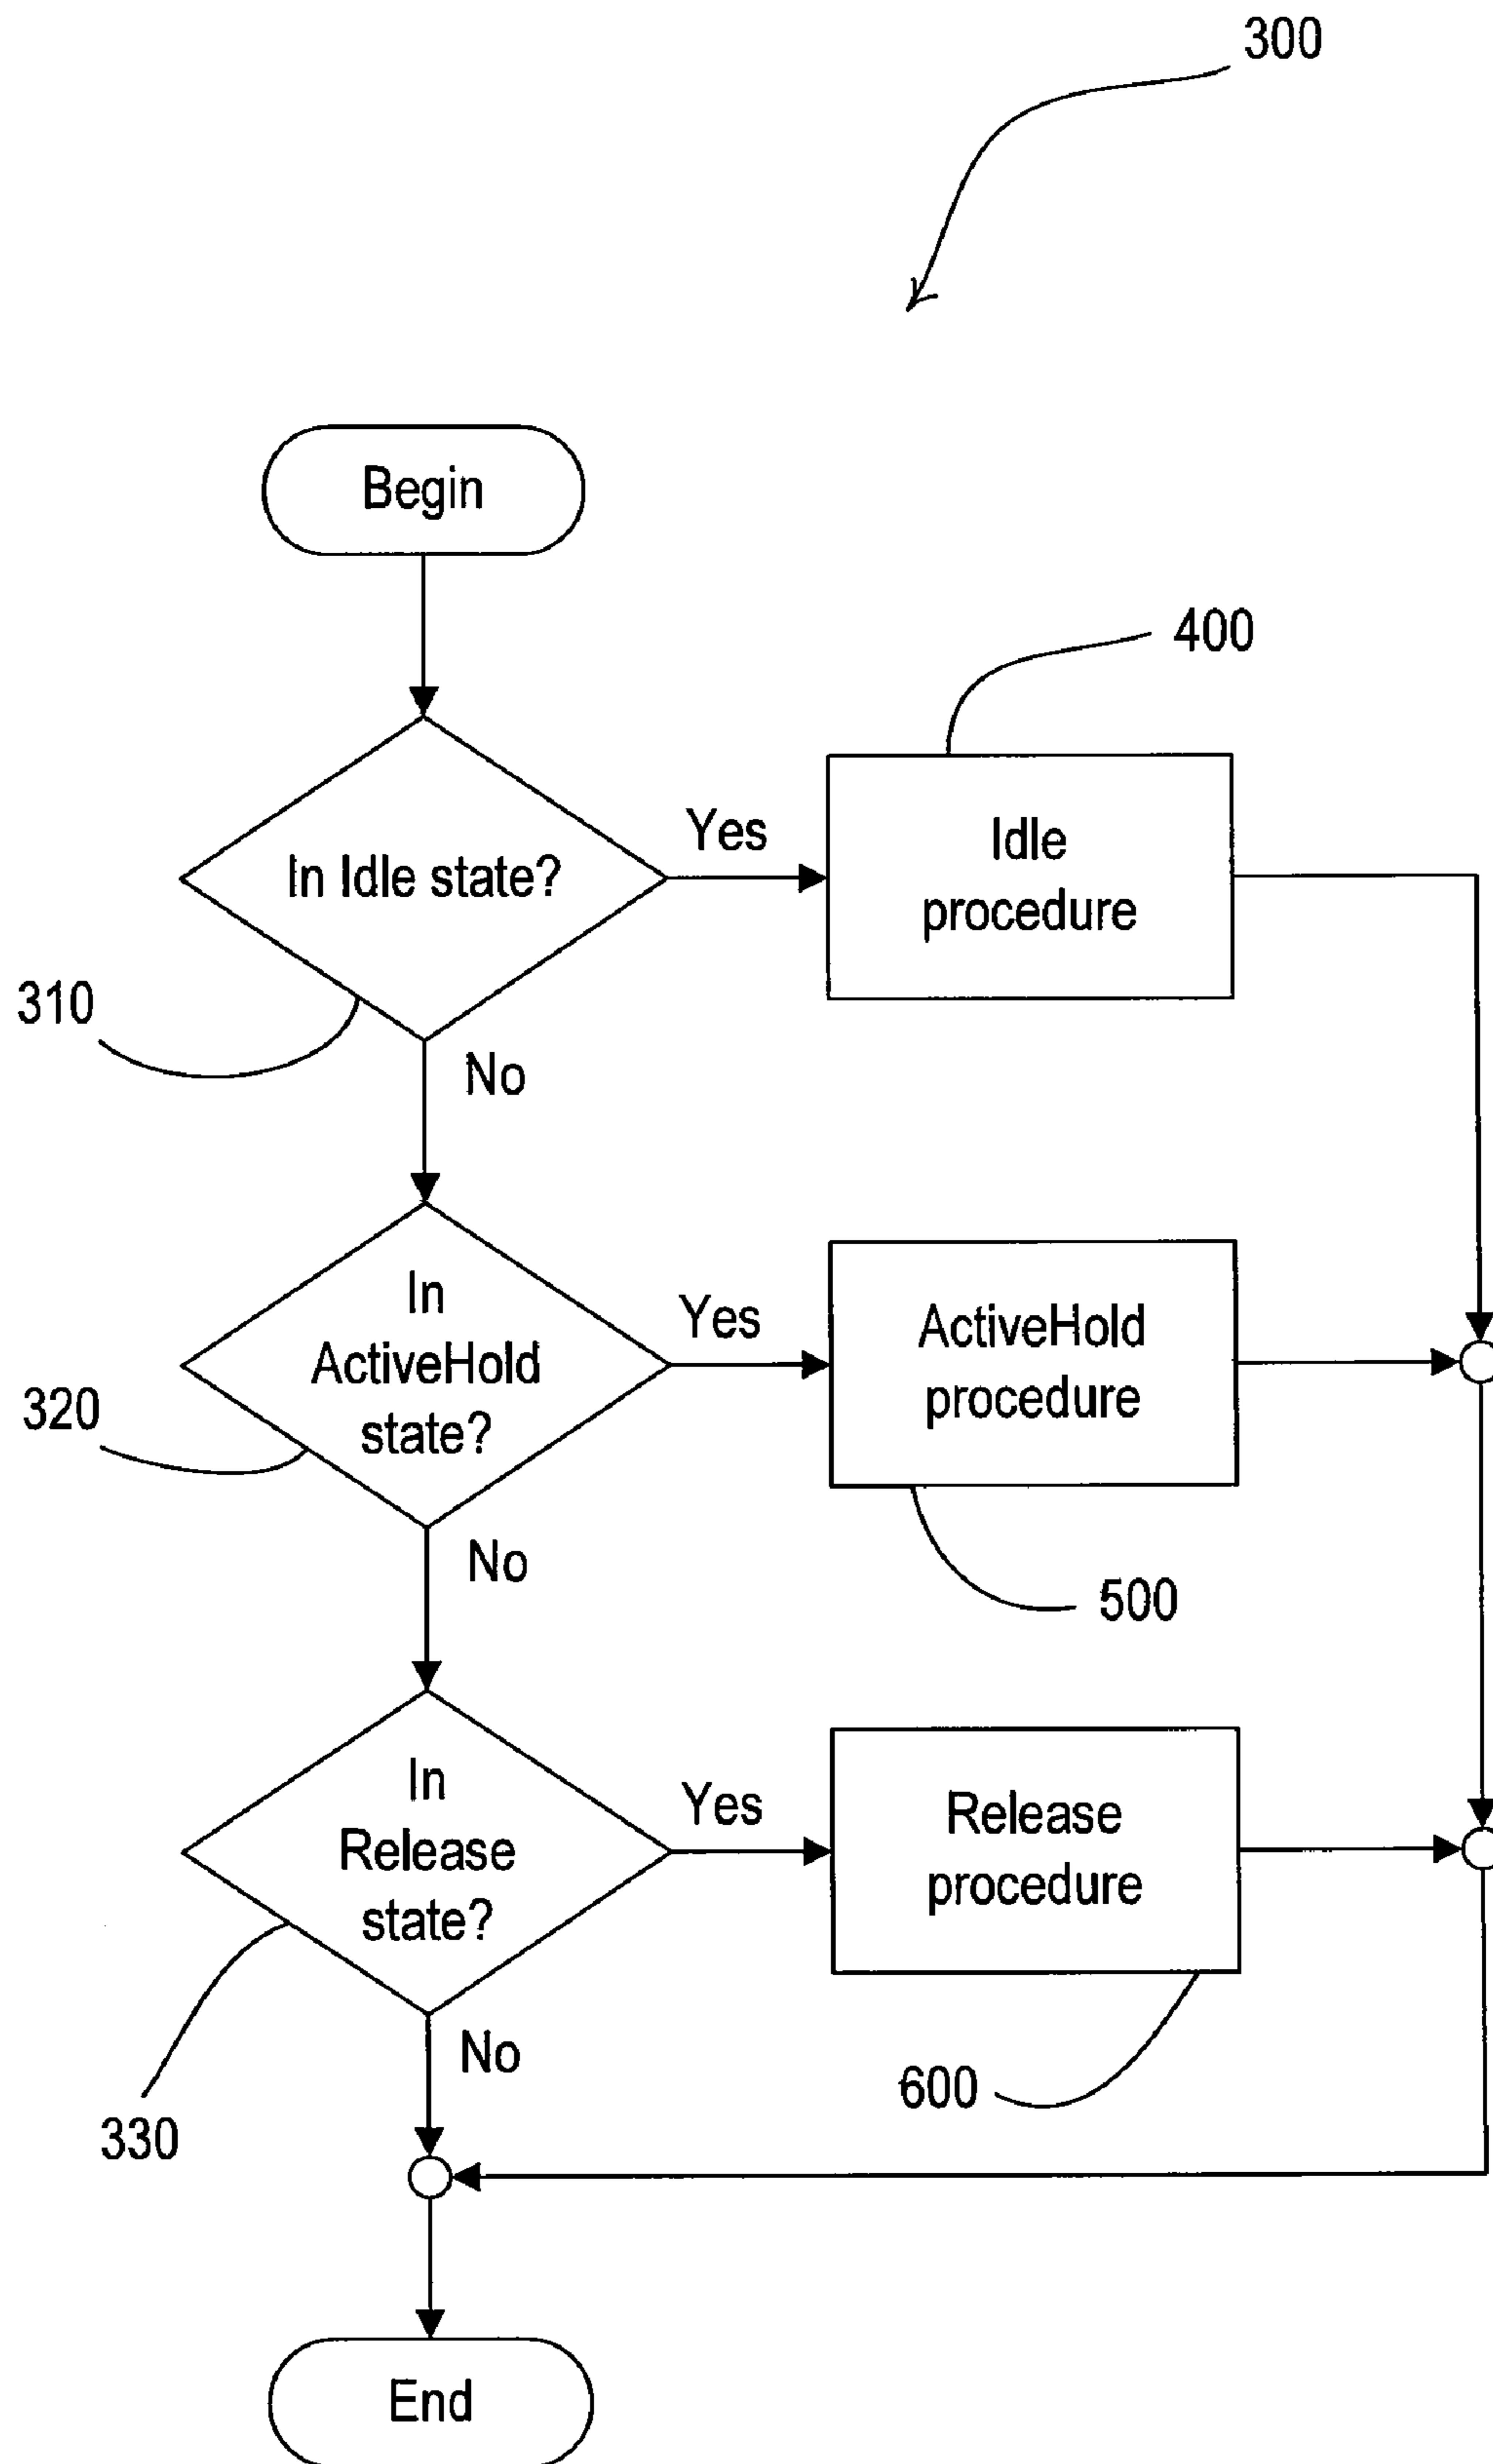 300
Begin
400
Yes
Idle
procedure
In Idle state?
310
No
In
ActiveHold
state?
Yes
ActiveHold
procedure
320
No
500
In
Release
state?
Yes
Release
procedure
No
600
330
End